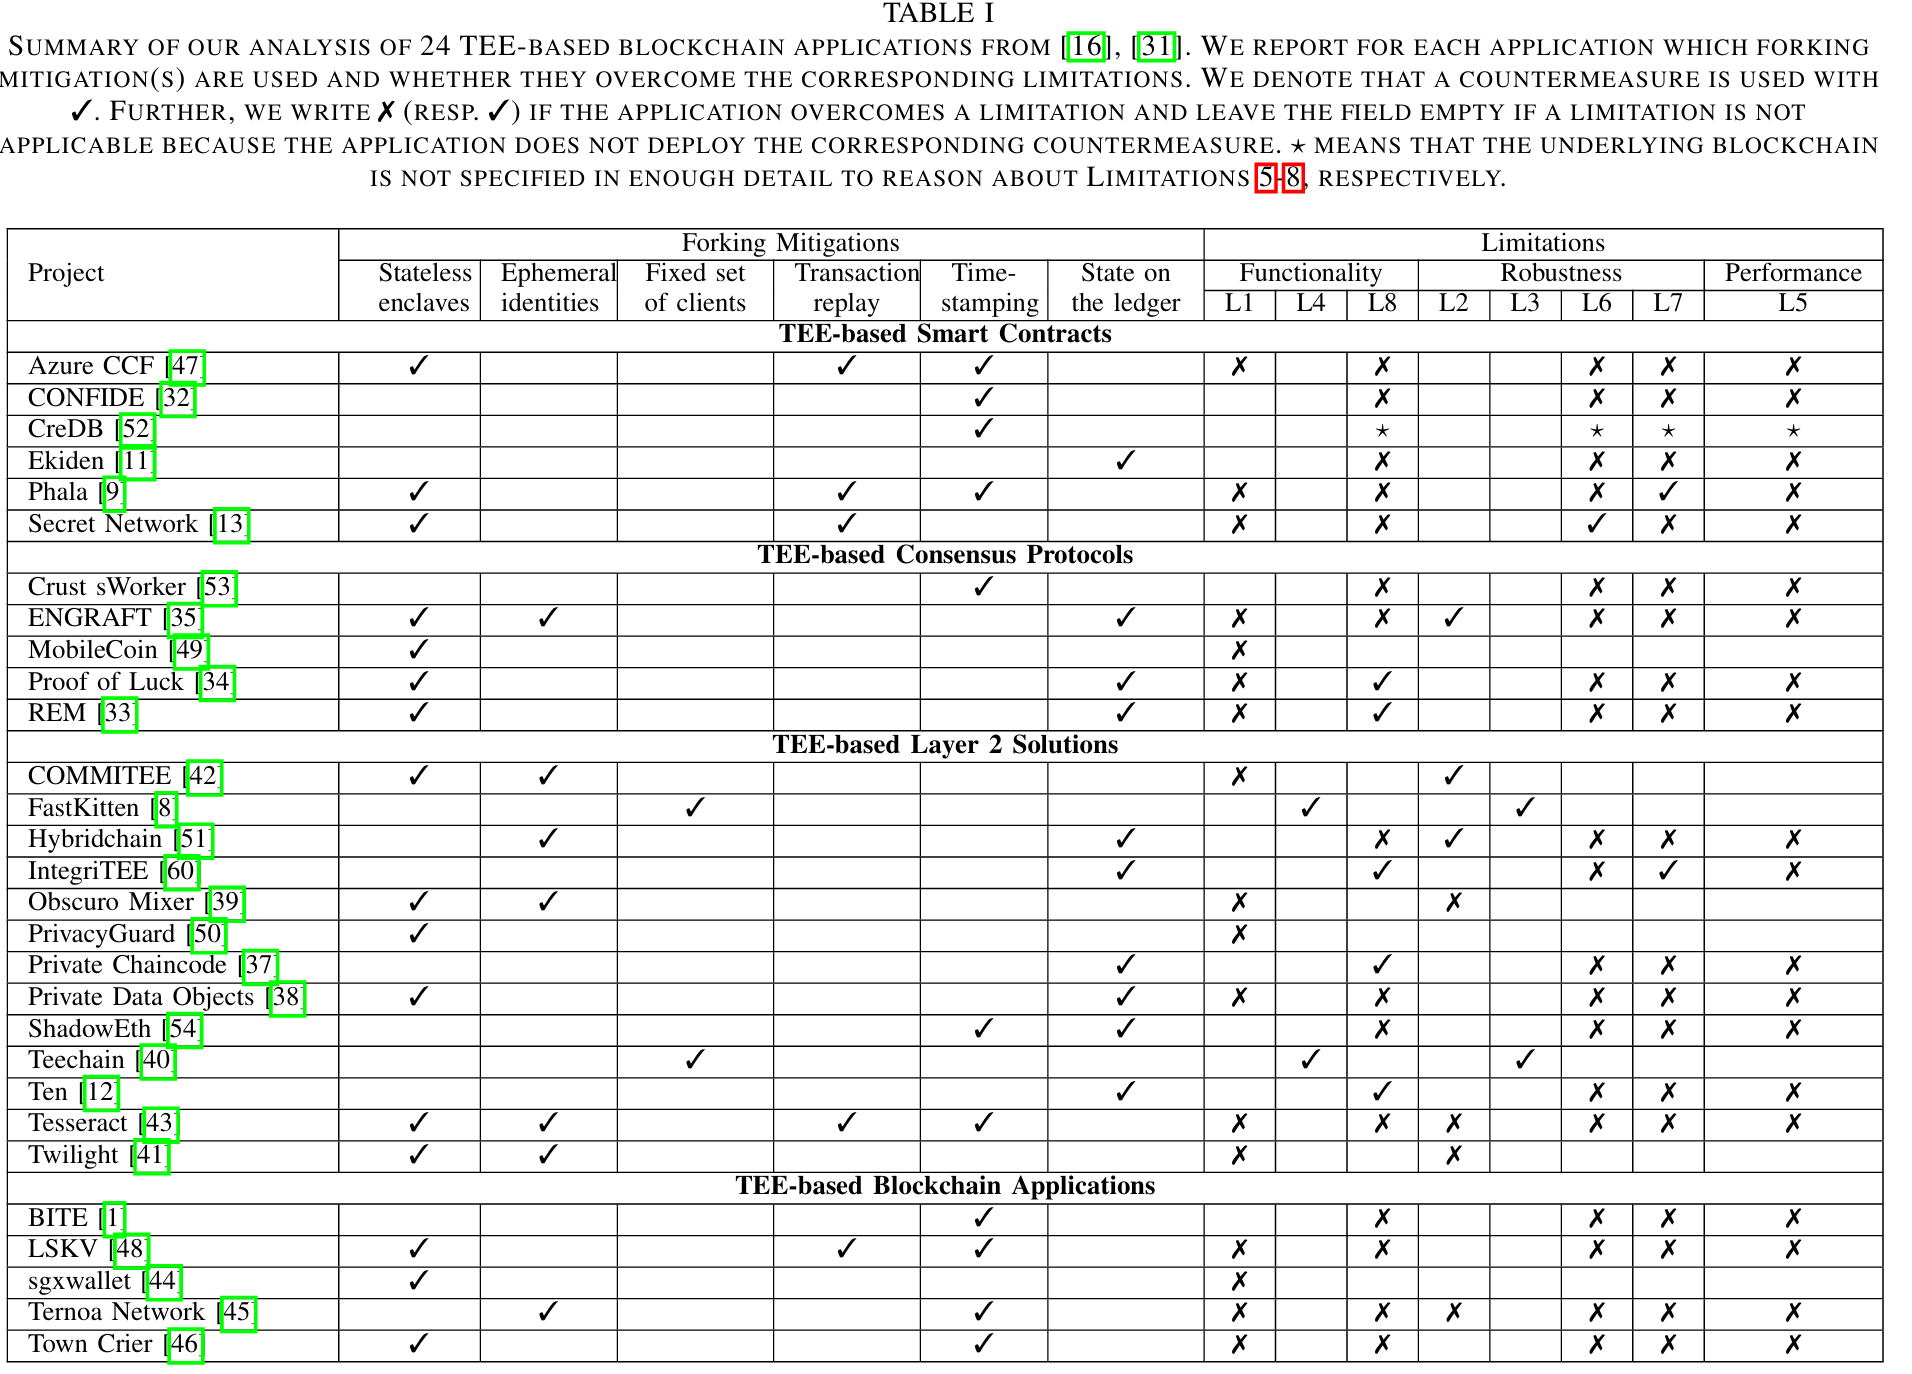 TABLE I
SUMMARY OF OUR ANALYSIS OF 24 TEE-BASED BLOCKCHAIN APPLICATIONS FROM [16], [31]. WE REPORT FOR EACH APPLICATION WHICH FORKING
MITIGATION(S) ARE USED AND WHETHER THEY OVERCOME THE CORRESPONDING LIMITATIONS. WE DENOTE THAT A COUNTERMEASURE IS USED WITH
✓. FURTHER, WE WRITE ✗ (RESP. ✓) IF THE APPLICATION OVERCOMES A LIMITATION AND LEAVE THE FIELD EMPTY IF A LIMITATION IS NOT
APPLICABLE BECAUSE THE APPLICATION DOES NOT DEPLOY THE CORRESPONDING COUNTERMEASURE. ⋆ MEANS THAT THE UNDERLYING BLOCKCHAIN
IS NOT SPECIFIED IN ENOUGH DETAIL TO REASON ABOUT LIMITATIONS 5-8, RESPECTIVELY.
Forking Mitigations Limitations
Project Stateless Ephemeral Fixed set Transaction Time- State on Functionality Robustness Performance
enclaves identities of clients replay stamping the ledger L1 L4 L8 L2 L3 L6 L7 L5
TEE-based Smart Contracts
Azure CCF [47] ✓ ✓ ✓ ✗ ✗ ✗ ✗ ✗
CONFIDE [32] ✓ ✗ ✗ ✗ ✗
CreDB [52] ✓ ⋆ ⋆ ⋆ ⋆
Ekiden [11] ✓ ✗ ✗ ✗ ✗
Phala [9] ✓ ✓ ✓ ✗ ✗ ✗ ✓ ✗
Secret Network [13] ✓ ✓ ✗ ✗ ✓ ✗ ✗
TEE-based Consensus Protocols
Crust sWorker [53] ✓ ✗ ✗ ✗ ✗
ENGRAFT [35] ✓ ✓ ✓ ✗ ✗ ✓ ✗ ✗ ✗
MobileCoin [49] ✓ ✗
Proof of Luck [34] ✓ ✓ ✗ ✓ ✗ ✗ ✗
REM [33] ✓ ✓ ✗ ✓ ✗ ✗ ✗
TEE-based Layer 2 Solutions
COMMITEE [42] ✓ ✓ ✗ ✓
FastKitten [8] ✓ ✓ ✓
Hybridchain [51] ✓ ✓ ✗ ✓ ✗ ✗ ✗
IntegriTEE [60] ✓ ✓ ✗ ✓ ✗
Obscuro Mixer [39] ✓ ✓ ✗ ✗
PrivacyGuard [50] ✓ ✗
Private Chaincode [37] ✓ ✓ ✗ ✗ ✗
Private Data Objects [38] ✓ ✓ ✗ ✗ ✗ ✗ ✗
ShadowEth [54] ✓ ✓ ✗ ✗ ✗ ✗
Teechain [40] ✓ ✓ ✓
Ten [12] ✓ ✓ ✗ ✗ ✗
Tesseract [43] ✓ ✓ ✓ ✓ ✗ ✗ ✗ ✗ ✗ ✗
Twilight [41] ✓ ✓ ✗ ✗
TEE-based Blockchain Applications
BITE [1] ✓ ✗ ✗ ✗ ✗
LSKV [48] ✓ ✓ ✓ ✗ ✗ ✗ ✗ ✗
sgxwallet [44] ✓ ✗
Ternoa Network [45] ✓ ✓ ✗ ✗ ✗ ✗ ✗ ✗
Town Crier [46] ✓ ✓ ✗ ✗ ✗ ✗ ✗